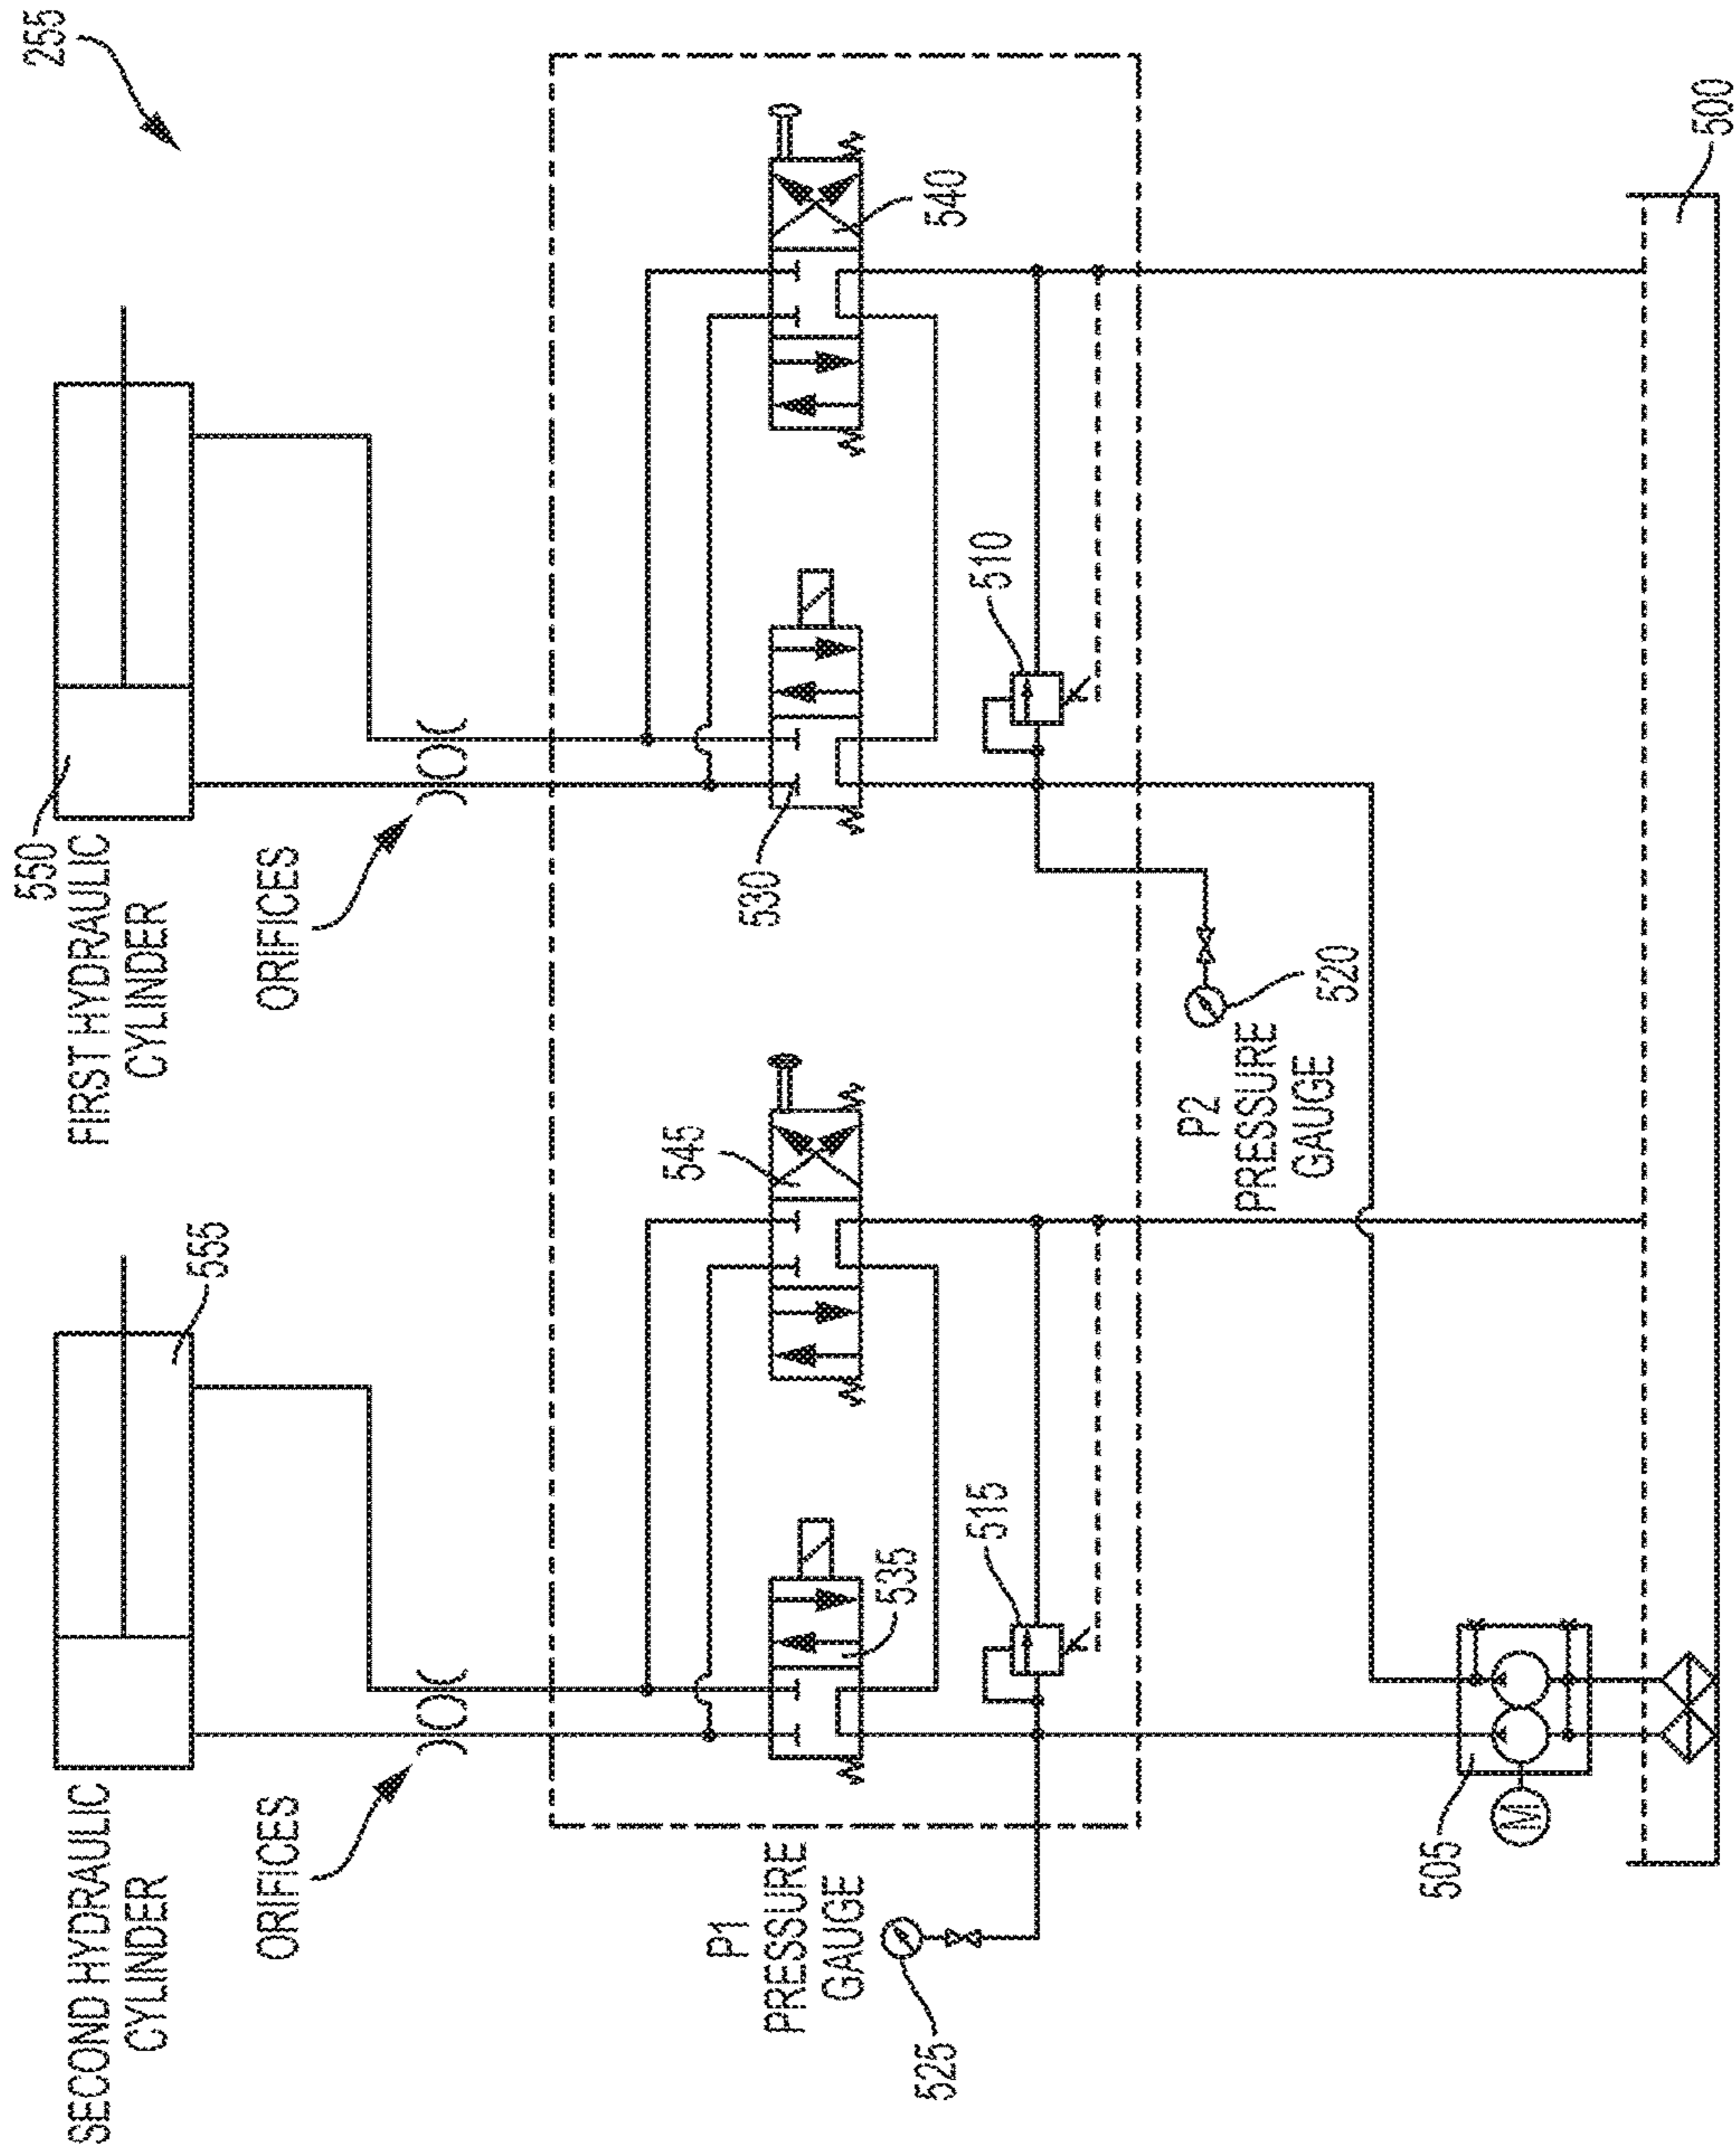 255
550
FIRST HYDRAULIC
CYLINDER
ORIFICES
530
540
510
520
P2
PRESSURE
GAUGE
500
555
SECOND HYDRAULIC
CYLINDER
ORIFICES
545
535
515
P1
PRESSURE
GAUGE
525
505
M